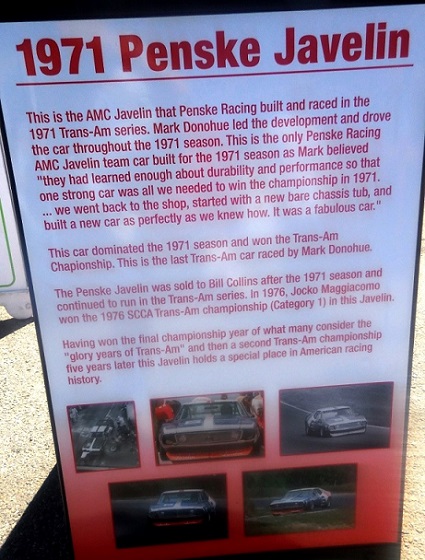 1971 Penske Javelin
This is the AMC Javelin that Penske Racing built and raced in the
1971 Trans-Am series. Mark Donohue led the development and drove
the car throughout the 1971 season. This is the only Penske Racing
AMC Javelin team car built for the 1971 season as Mark believed
"they had learned enough about durability and performance so that
one strong car was all we needed to win the championship in 1971.
... we went back to the shop, started with a new bare chassis tub, and
built a new car as perfectly as we knew how. It was a fabulous car."
This car dominated the 1971 season and won the Trans-Am
Chapionship. This is the last Trans-Am car raced by Mark Donohue.
The Penske Javelin was sold to Bill Collins after the 1971 season and
continued to run in the Trans-Am series. In 1976, Jocko Maggiacomo
won the 1976 SCCA Trans-Am championship (Category 1) in this Javelin.
Having won the final championship year of what many consider the
"glory years of Trans-Am" and then a second Trans-Am championship
five years later this Javelin holds a special place in American racing
history.